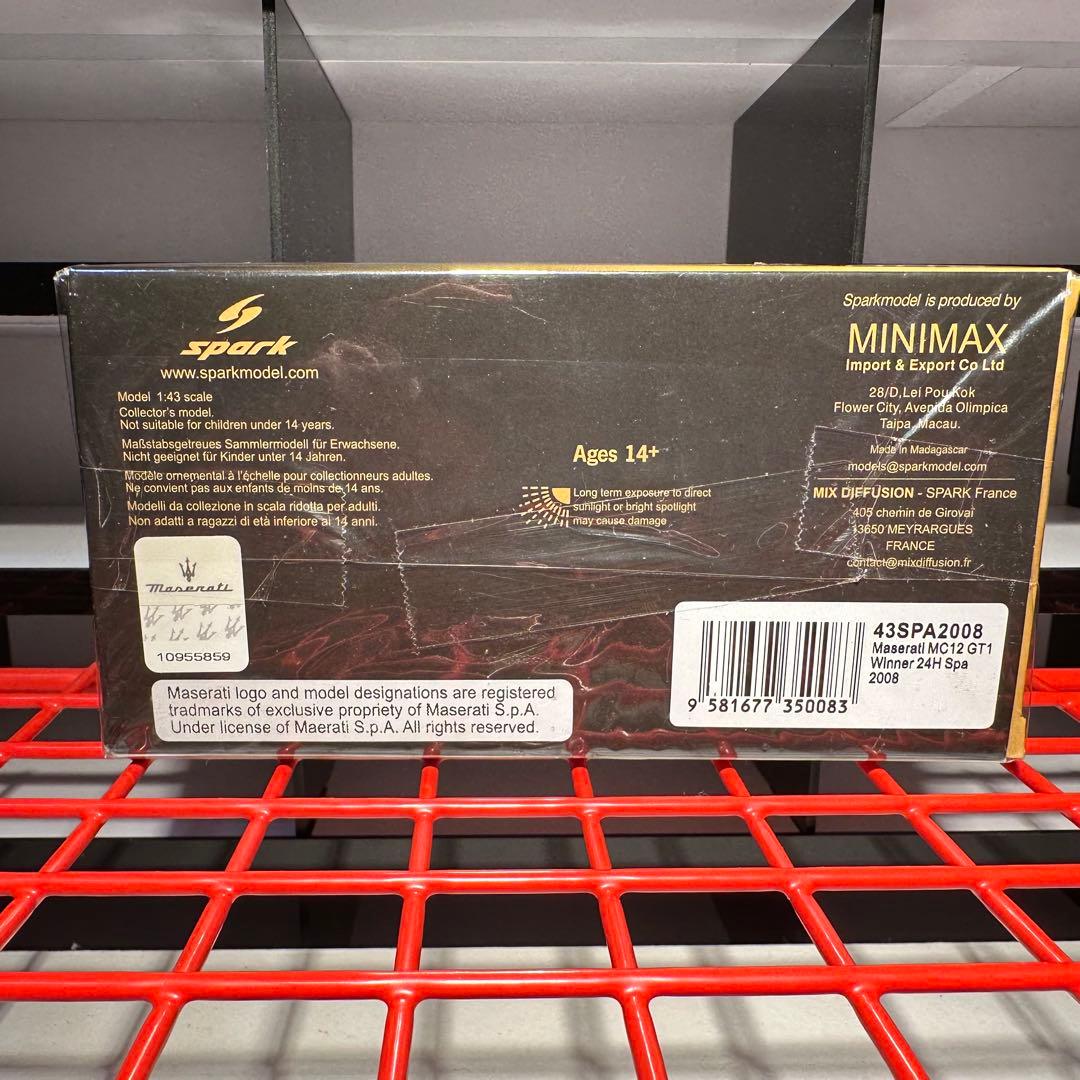 spark
www.sparkmodel.com
Model 1:43 scale
Collector's model.
Not suitable for children under 14 years.
Maßstabsgetreues Sammlermodell für Erwachsene.
Nicht geeignet für Kinder unter 14 Jahren.
Modèle ornemental à l'échelle pour collectionneurs adultes.
Ne convient pas aux enfants de moins de 14 ans.
Modelli da collezione in scala ridotta per adulti.
Non adatti a ragazzi di età inferiore ai 14 anni.
Maserati
10955859
Maserati logo and model designations are registered
trademarks of exclusive propriety of Maserati S.p.A.
Under license of Maerati S.p.A. All rights reserved.
Ages 14+
Long term exposure to direct
sunlight or bright spotlight
may cause damage
Sparkmodel is produced by
MINIMAX
Import & Export Co Ltd
28/D,Lei Pou Kok
Flower City, Avenida Olimpica
Taipa, Macau.
Made in Madagascar
models@sparkmodel.com
MIX DIFFUSION - SPARK France
405 chemin de Girovai
13650 MEYRARGUES
FRANCE
contact@mixdiffusion.fr
43SPA2008
Maserati MC12 GT1
Winner 24H Spa
2008
9 581677 350083